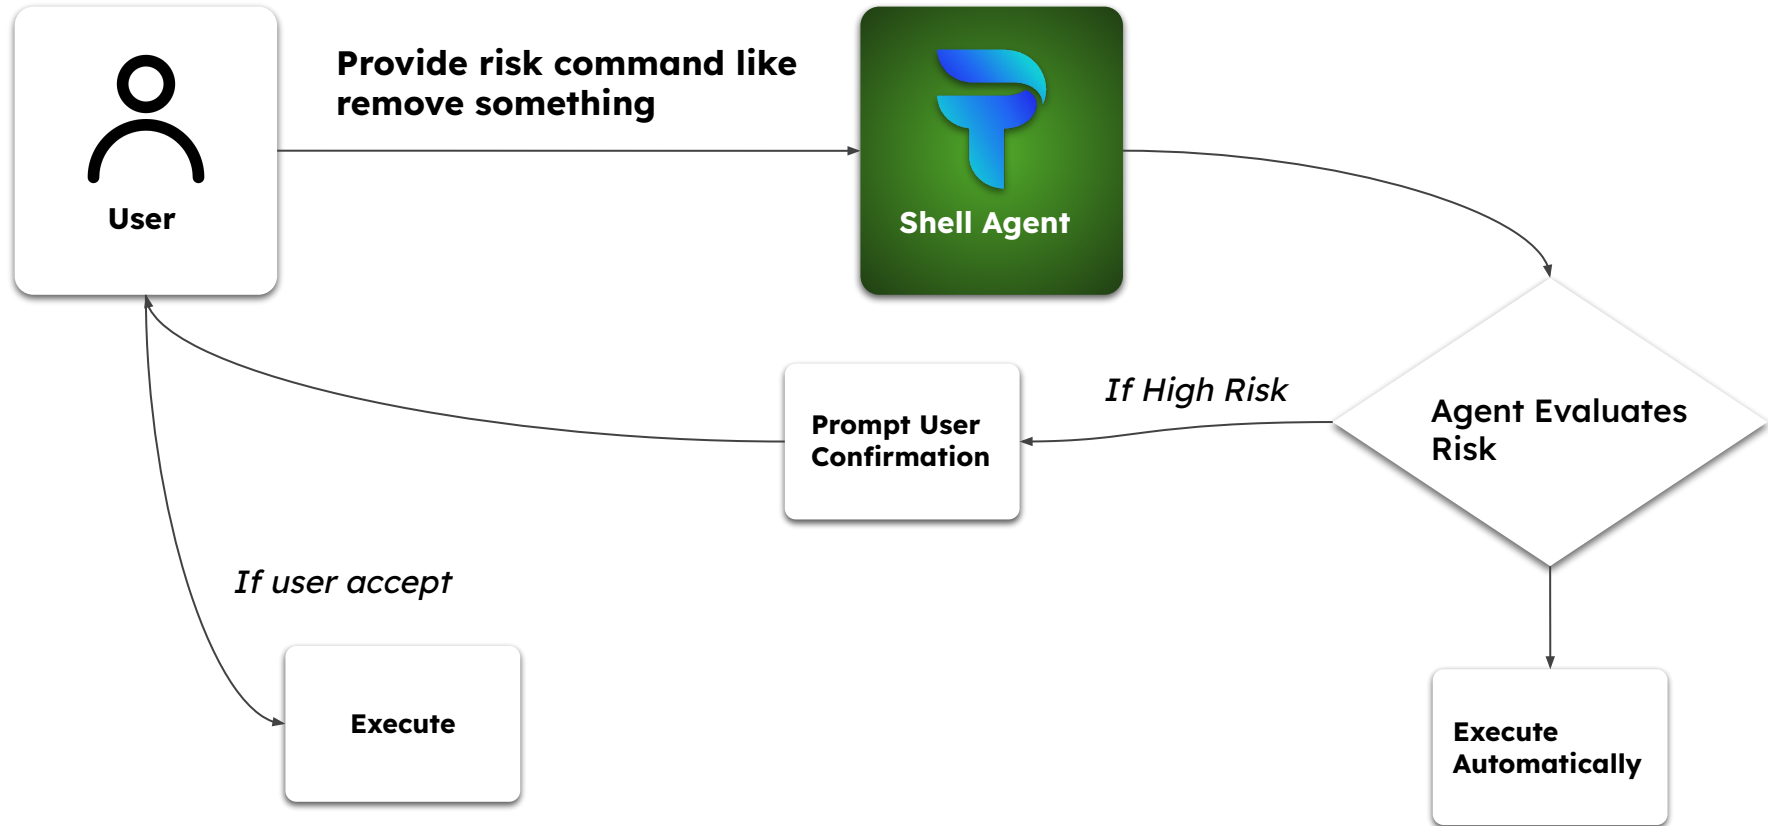 Provide risk command like
remove something
User
Shell Agent
If High Risk
Prompt User
Confirmation
Agent Evaluates
Risk
If user accept
Execute
Execute
Automatically